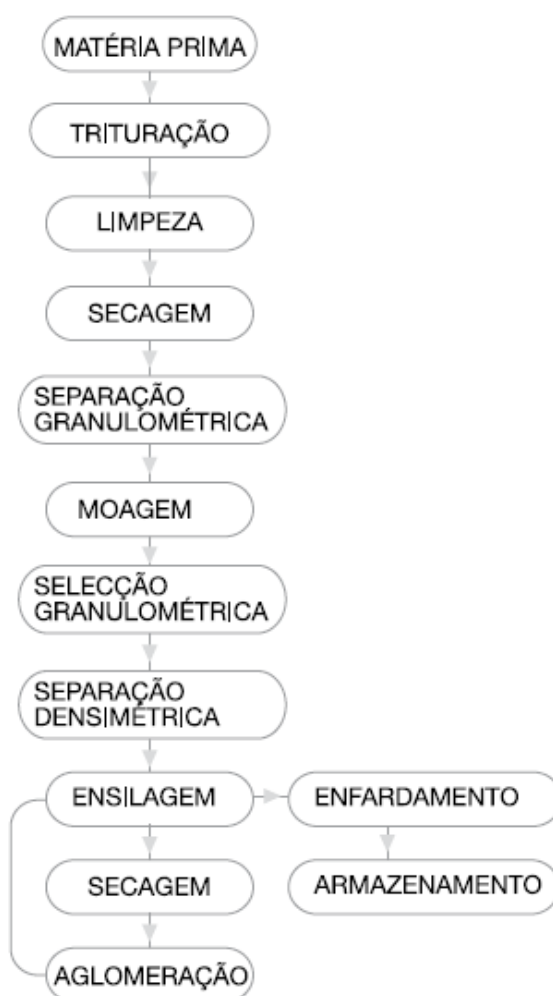 MATÉRIA PRIMA
TRITURAÇÃO
LIMPEZA
SECAGEM
SEPARAÇÃO
GRANULOMÉTRICA
MOAGEM
SELECÇÃO
GRANULOMÉTRICA
SEPARAÇÃO
DENSIMÉTRICA
ENSILAGEM
ENFARDAMENTO
SECAGEM
ARMAZENAMENTO
AGLOMERAÇÃO